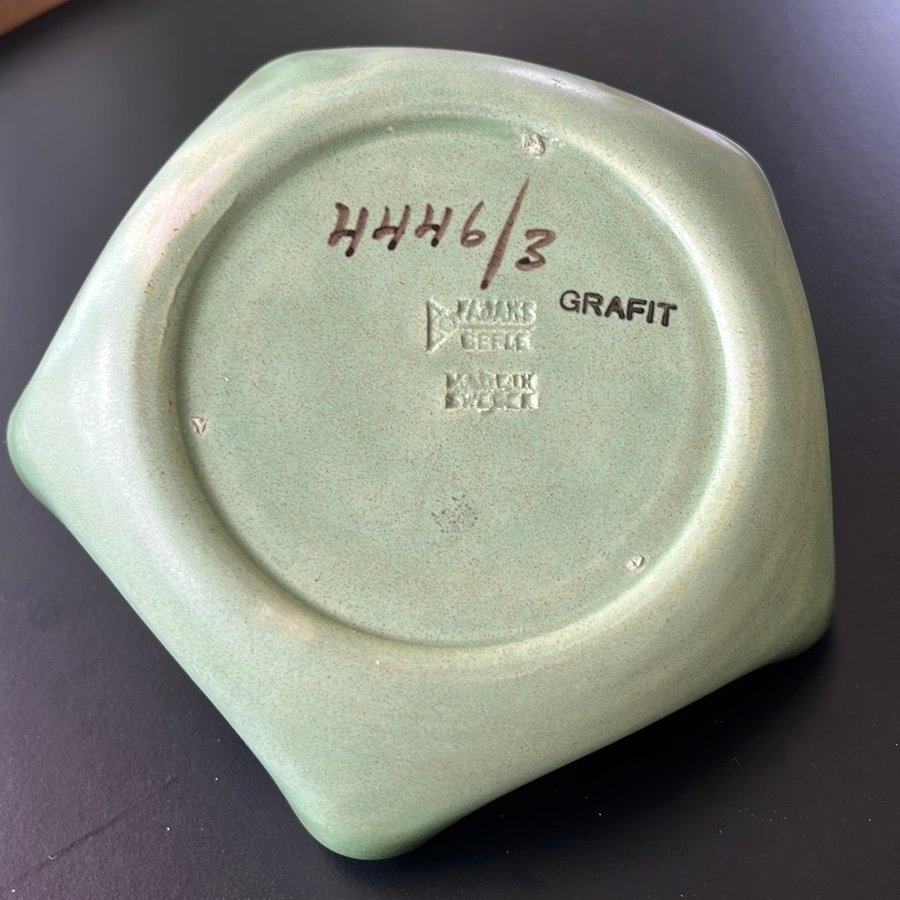 4446/3
GRAFIT
FAJANS
GEFLE
MADE IN
SWEDEN